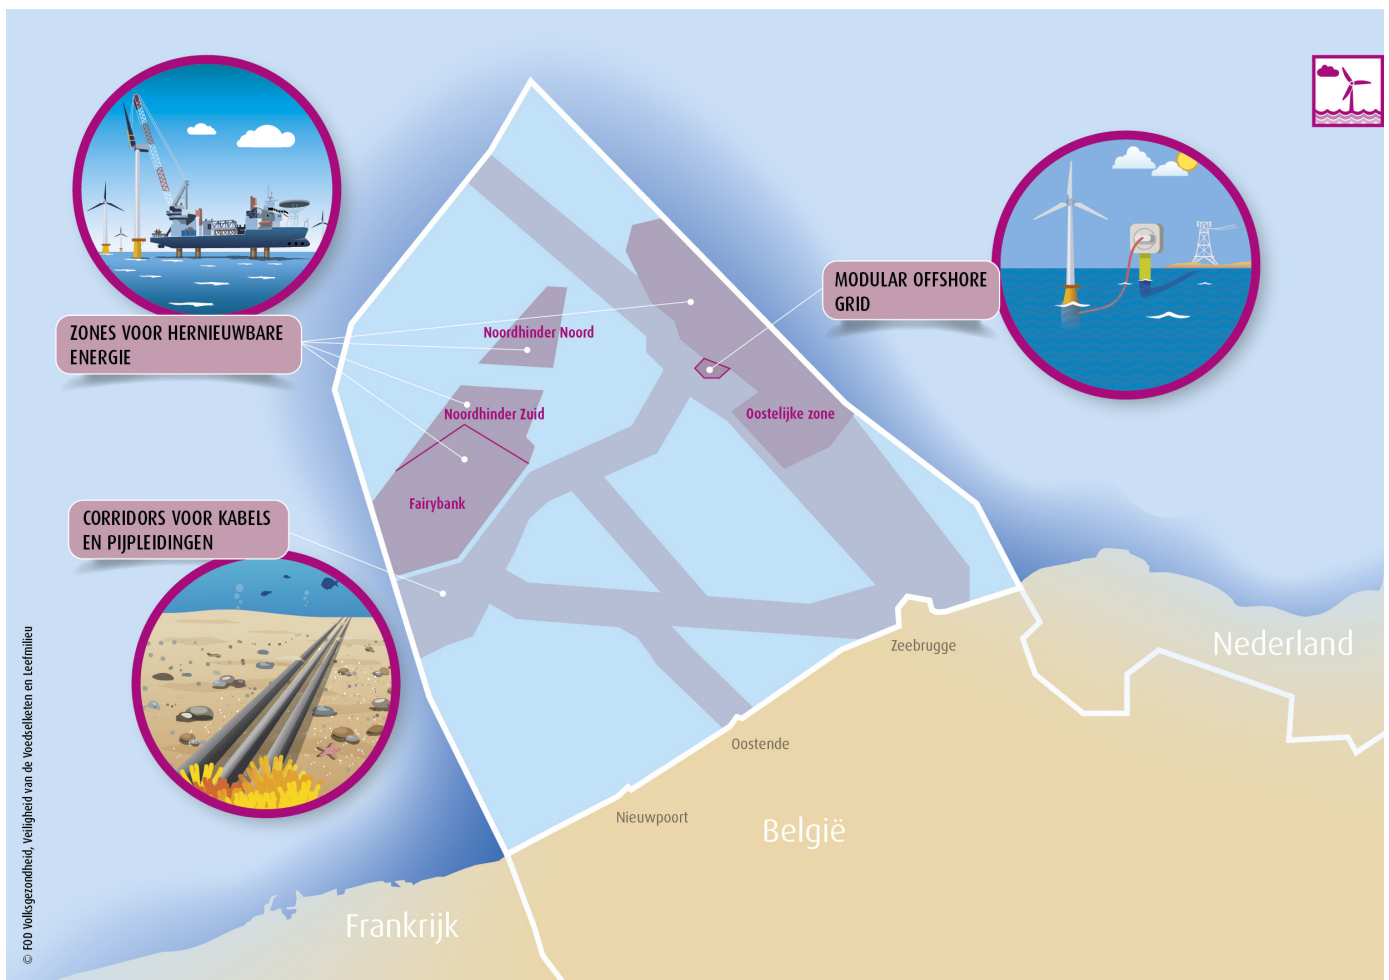 ZONES VOOR HERNIEUWBARE
ENERGIE
MODULAR OFFSHORE
GRID
Noordhinder Noord
Noordhinder Zuid
Oostelijke zone
Fairybank
CORRIDORS VOOR KABELS
EN PIJPLEIDINGEN
Zeebrugge
Nederland
Oostende
Nieuwpoort
België
Frankrijk
© FOD Volksgezondheid, Veiligheid van de Voedselketen en Leefmilieu